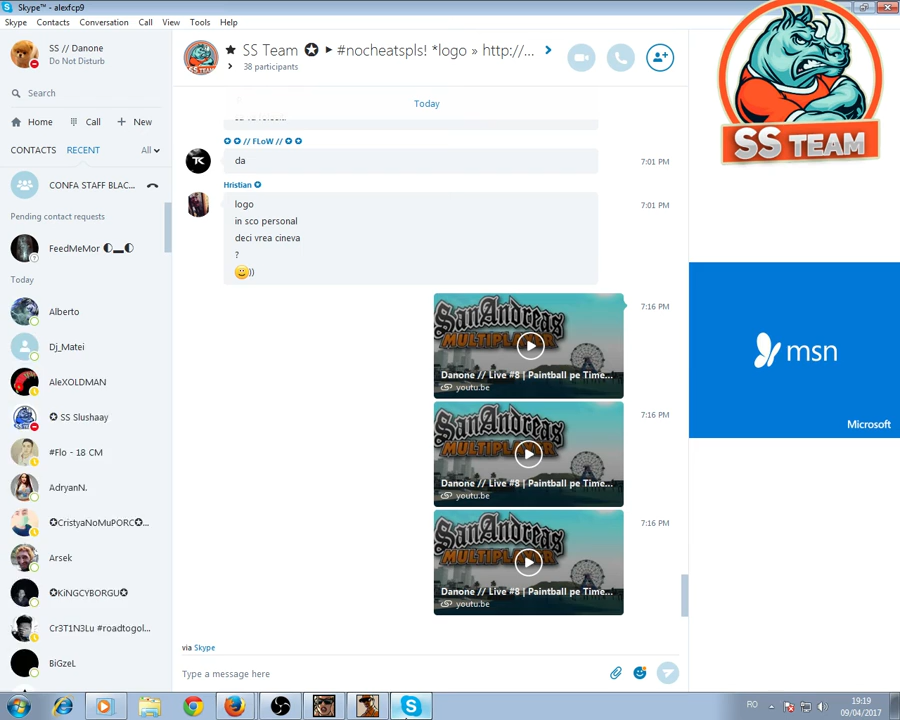 Skype™ - alexfcp9
Skype Contacts Conversation Call View Tools Help
SS // Danone
Do Not Disturb
Search
Home Call New
CONTACTS RECENT All
CONFA STAFF BLAC...
Pending contact requests
FeedMeMor
Today
Alberto
Dj_Matei
AleXOLDMAN
✪ SS Slushaay
#Flo - 18 CM
AdryanN.
✪CristyaNoMuPORC✪...
Arsek
✪KiNGCYBORGU✪
Cr3T1N3Lu #roadtogol...
BiGzeL
★ SS Team ✪ ► #nocheatspls! *logo » http://...
38 participants
Today
✪ ✪ // FLoW // ✪ ✪
da
7:01 PM
Hristian ✪
logo
7:01 PM
in sco personal
deci vrea cineva
?
))
SanAndreas
MULTIPLAYER
7:16 PM
Danone // Live #8 | Paintball pe Time...
youtu.be
SanAndreas
MULTIPLAYER
7:16 PM
Danone // Live #8 | Paintball pe Time...
youtu.be
SanAndreas
MULTIPLAYER
7:16 PM
Danone // Live #8 | Paintball pe Time...
youtu.be
via Skype
Type a message here
SS TEAM
msn
Microsoft
RO
19:19
09/04/2017